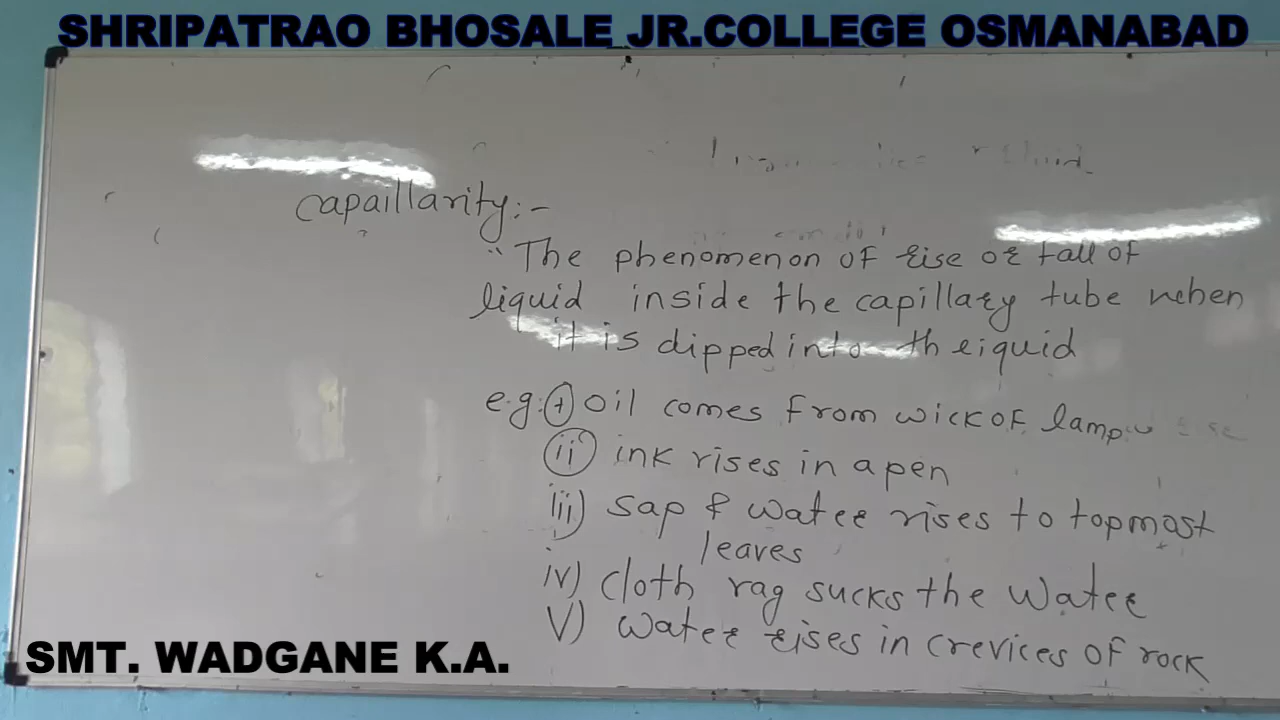 SHRIPATRAO BHOSALE JR.COLLEGE OSMANABAD
capaillarity:-
"The phenomenon of rise or fall of
liquid inside the capillary tube when
it is dipped into th liquid
e.g:- i) oil comes from wick of lamp
ii) ink rises in a pen
iii) sap & water rises to topmost
leaves
iv) cloth rag sucks the water
V) water rises in crevices of rock
SMT. WADGANE K.A.